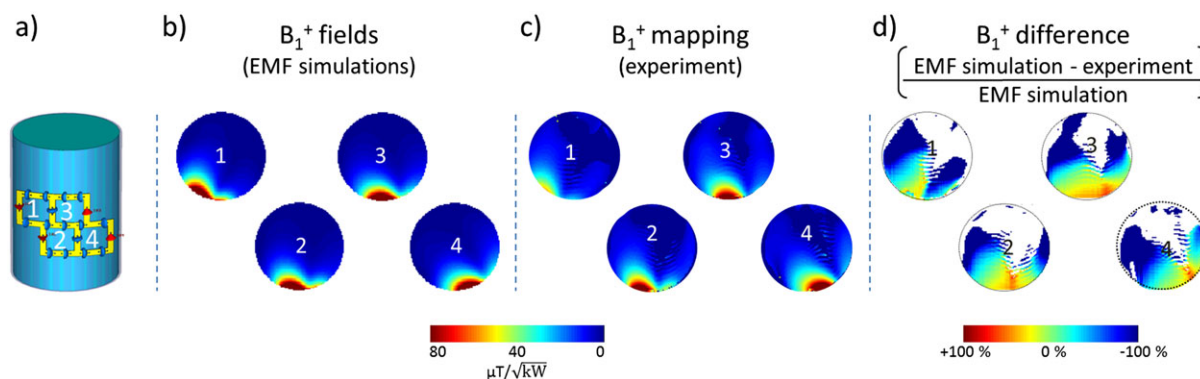 a)
1
3
2
4
b)
B₁⁺ fields
(EMF simulations)
1
3
2
4
c)
B₁⁺ mapping
(experiment)
1
3
2
4
d)
B₁⁺ difference
EMF simulation - experiment
EMF simulation
1
3
2
4
80
40
0
μT/√kW
+100 %
0 %
-100 %